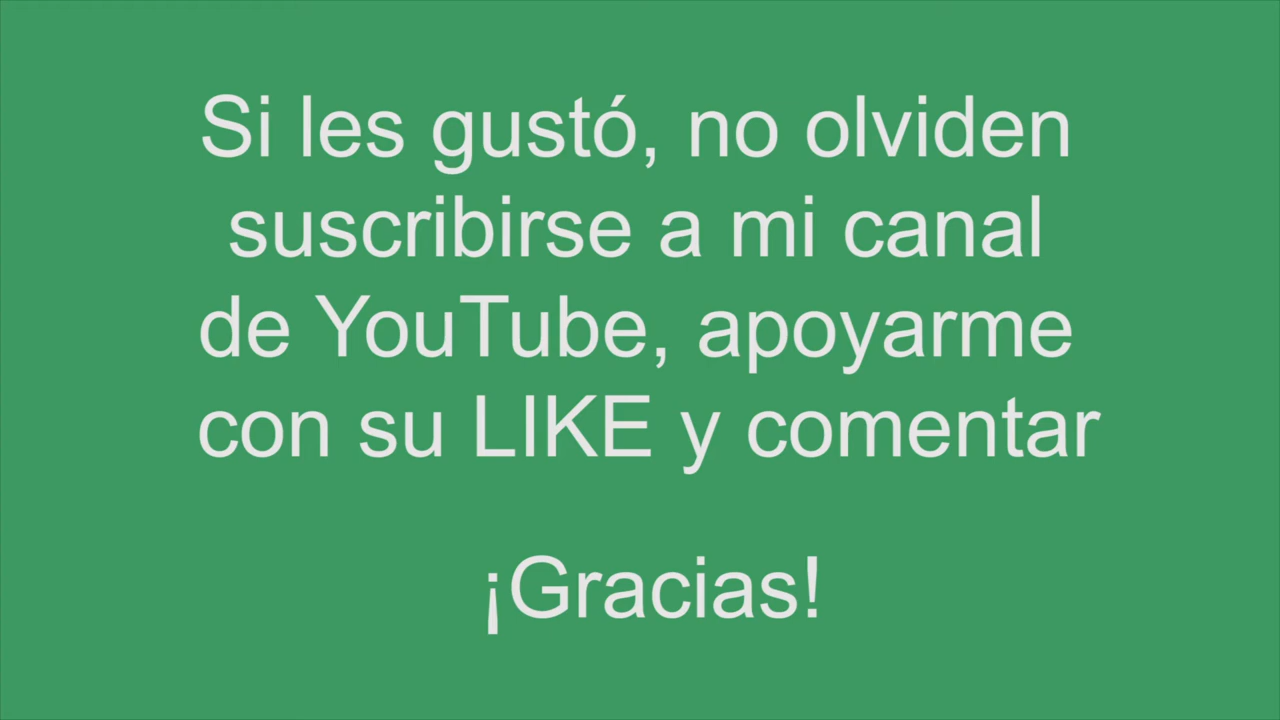 Si les gustó, no olviden
suscribirse a mi canal
de YouTube, apoyarme
con su LIKE y comentar
¡Gracias!